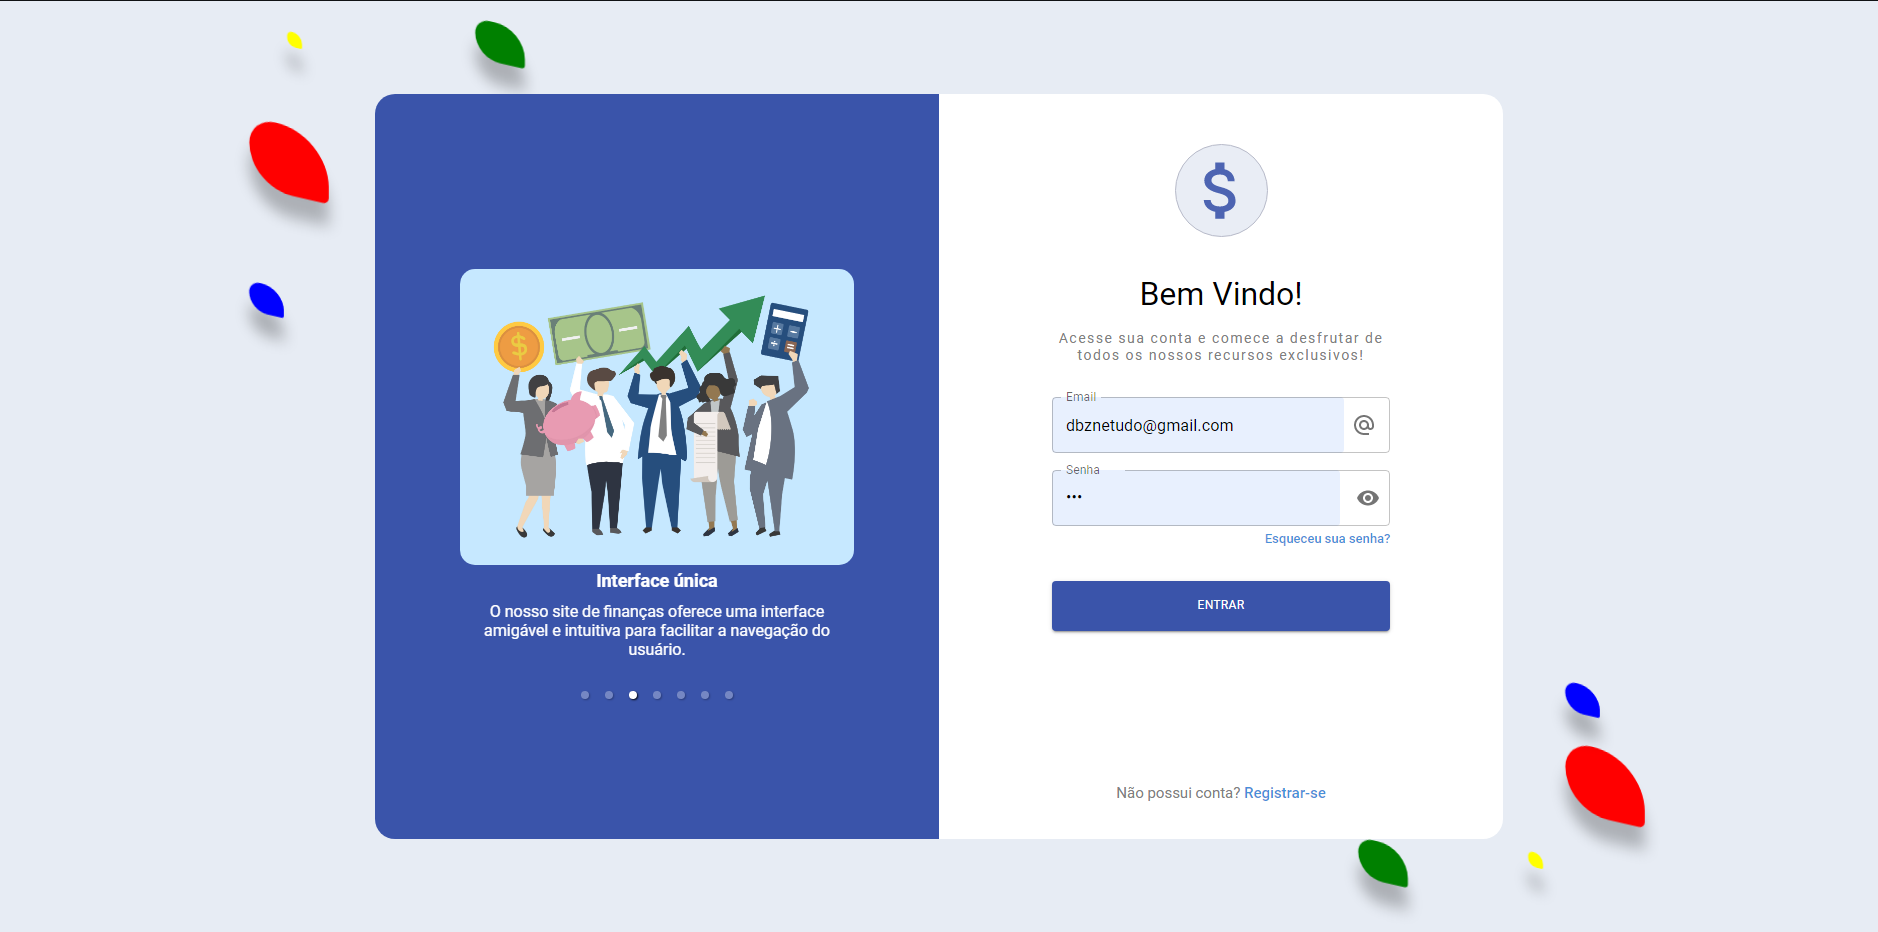 Interface única
O nosso site de finanças oferece uma interface
amigável e intuitiva para facilitar a navegação do
usuário.
$
Bem Vindo!
Acesse sua conta e comece a desfrutar de
todos os nossos recursos exclusivos!
Email
dbznetudo@gmail.com
Senha
•••
Esqueceu sua senha?
ENTRAR
Não possui conta? Registrar-se